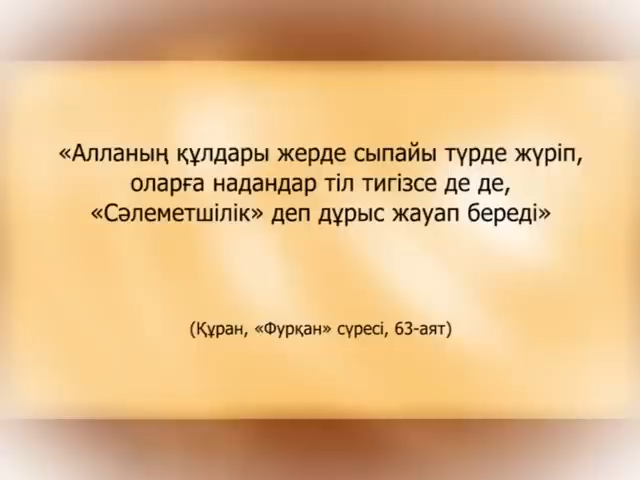 «Алланың құлдары жерде сыпайы түрде жүріп,
оларға надандар тіл тигізсе де де,
«Сәлеметшілік» деп дұрыс жауап береді»
(Құран, «Фурқан» сүресі, 63-аят)